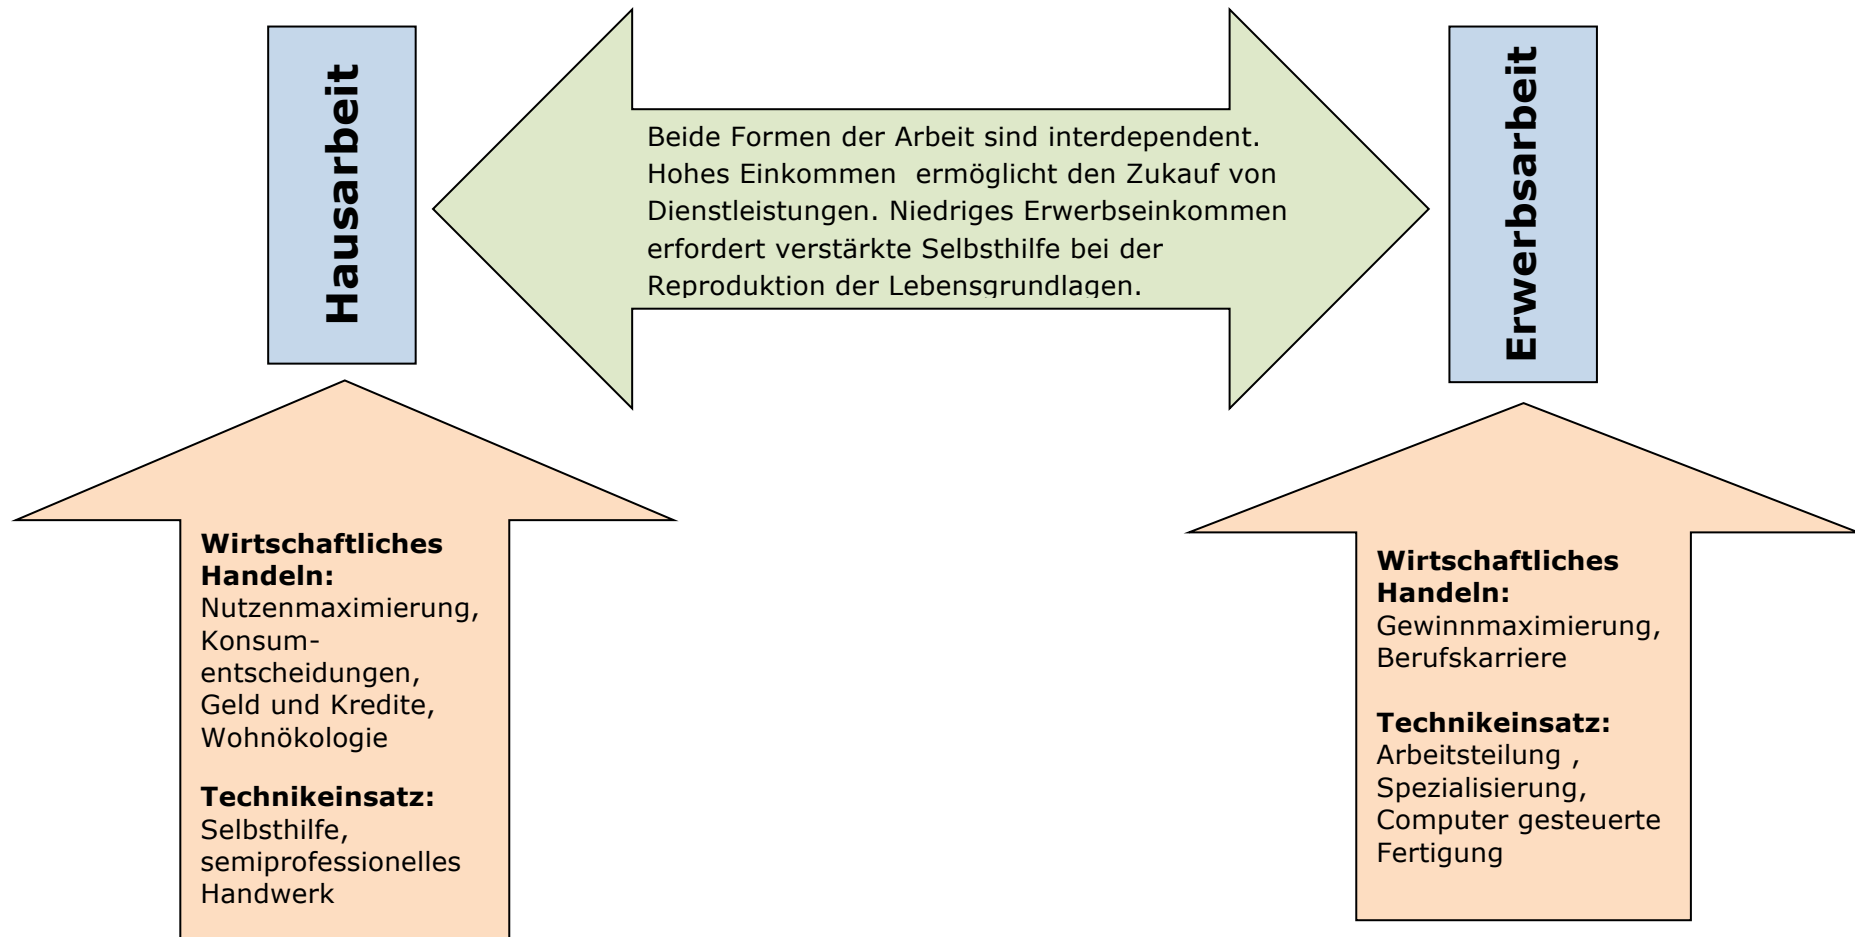 Hausarbeit
Beide Formen der Arbeit sind interdependent.
Hohes Einkommen ermöglicht den Zukauf von
Dienstleistungen. Niedriges Erwerbseinkommen
erfordert verstärkte Selbsthilfe bei der
Reproduktion der Lebensgrundlagen.
Erwerbsarbeit
Wirtschaftliches
Handeln:
Nutzenmaximierung,
Konsum-
entscheidungen,
Geld und Kredite,
Wohnökologie
Technikeinsatz:
Selbsthilfe,
semiprofessionelles
Handwerk
Wirtschaftliches
Handeln:
Gewinnmaximierung,
Berufskarriere
Technikeinsatz:
Arbeitsteilung ,
Spezialisierung,
Computer gesteuerte
Fertigung